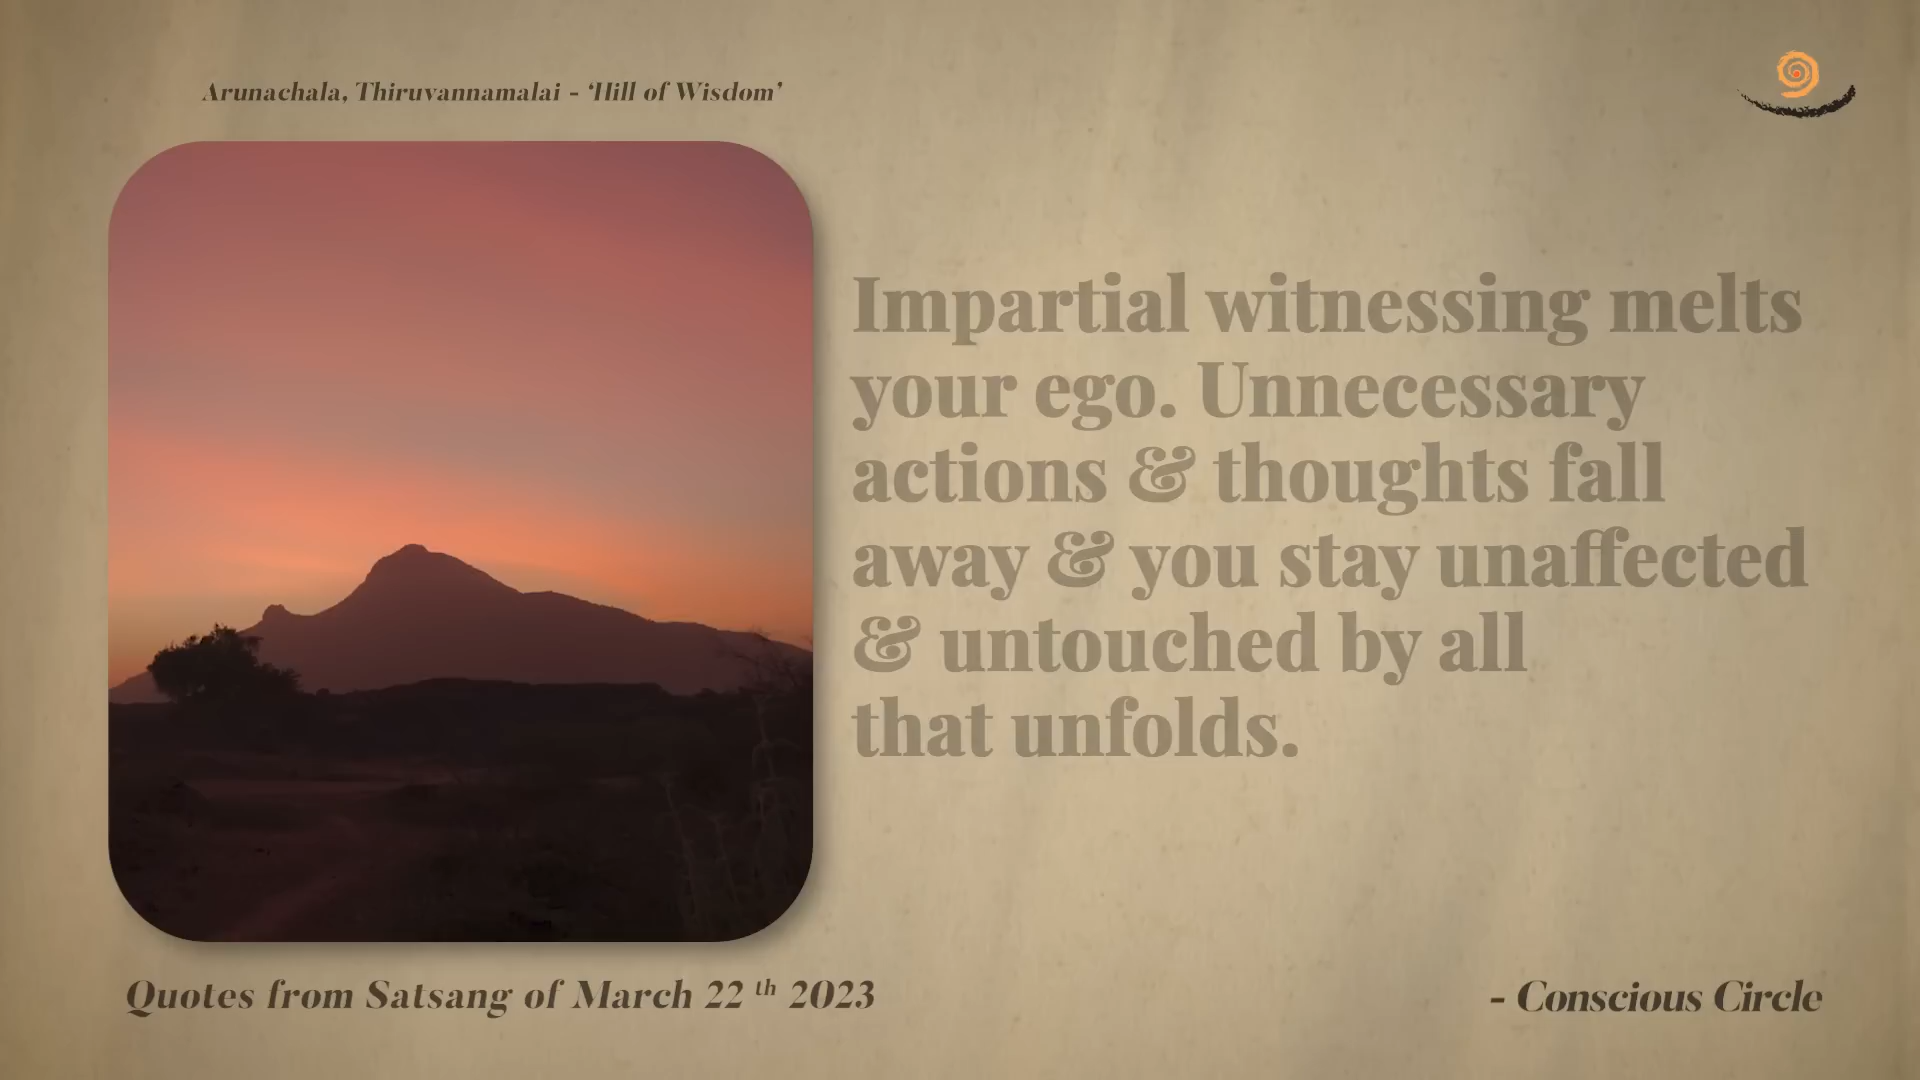 Arunachala, Thiruvannamalai - ‘Hill of Wisdom’
Impartial witnessing melts
your ego. Unnecessary
actions & thoughts fall
away & you stay unaffected
& untouched by all
that unfolds.
Quotes from Satsang of March 22 th 2023
- Conscious Circle